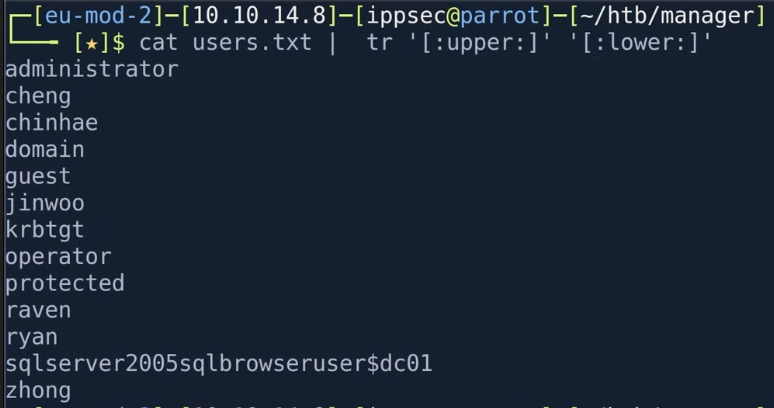 ┌─[eu-mod-2]─[10.10.14.8]─[ippsec@parrot]─[~/htb/manager]
└──╼ [★]$ cat users.txt |  tr '[:upper:]' '[:lower:]'
administrator
cheng
chinhae
domain
guest
jinwoo
krbtgt
operator
protected
raven
ryan
sqlserver2005sqlbrowseruser$dc01
zhong